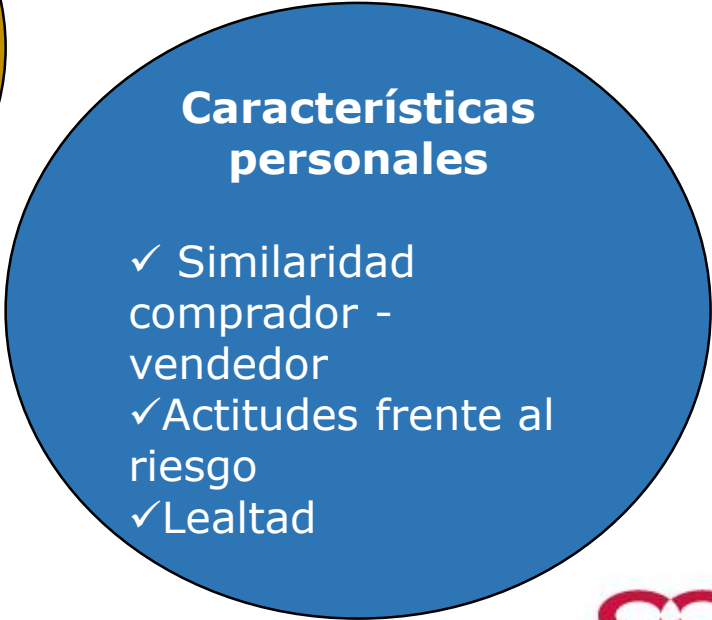 Características
personales
✓ Similaridad
comprador -
vendedor
✓Actitudes frente al
riesgo
✓Lealtad